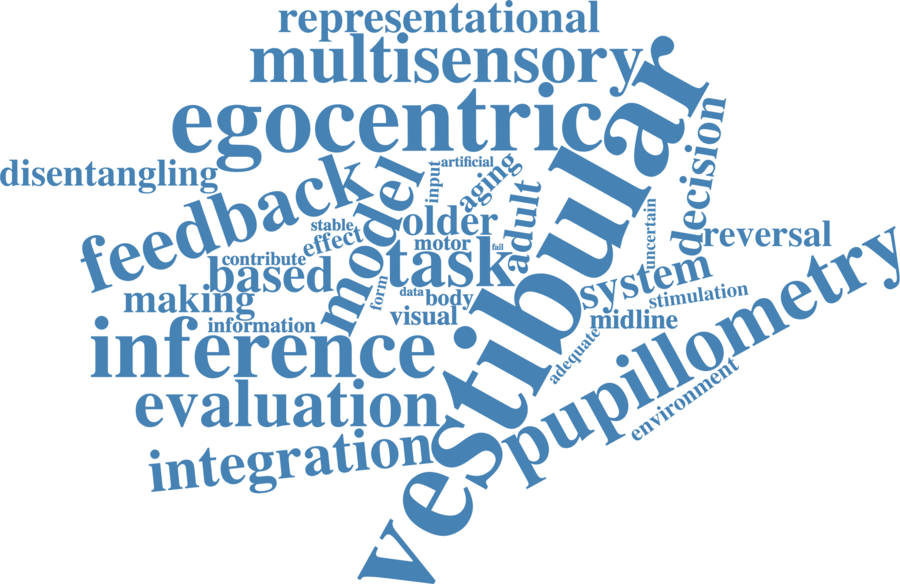 representational
multisensory
egocentric
vestibular
decision
disentangling
feedback
model
input
artificial
aging
adult
older
stable
effect
motor
fail
uncertain
reversal
contribute
based
task
system
making
form
data
body
stimulation
information
visual
midline
inference
adequate
pupillometry
environment
evaluation
integration